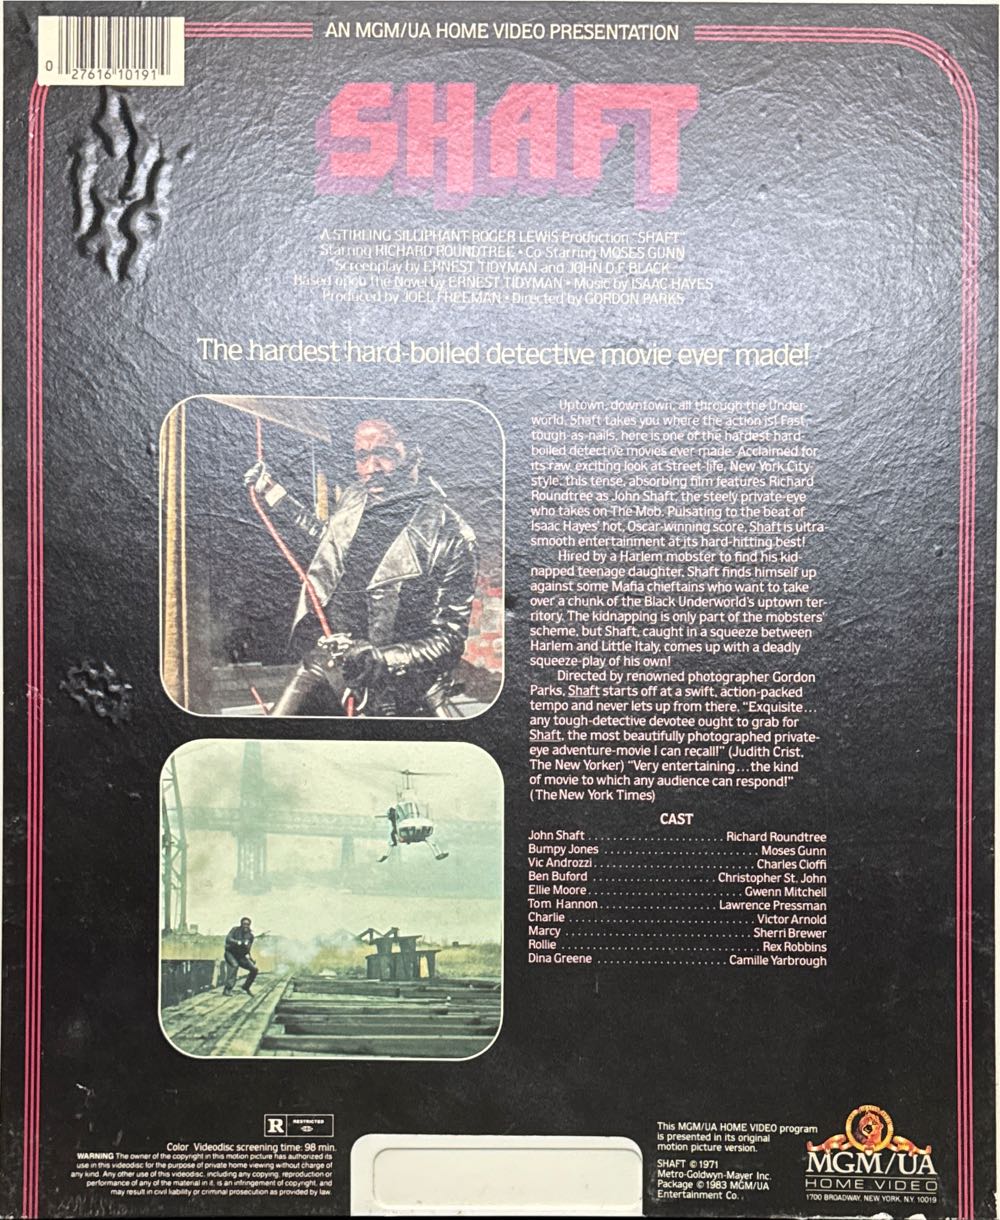 AN MGM/UA HOME VIDEO PRESENTATION
0 27616 10191
SHAFT
A STIRLING SILLIPHANT-ROGER LEWIS Production "SHAFT"
Starring RICHARD ROUNDTREE • Co-Starring MOSES GUNN
Screenplay by ERNEST TIDYMAN and JOHN D.F. BLACK
Based upon the Novel by ERNEST TIDYMAN • Music by ISAAC HAYES
Produced by JOEL FREEMAN • Directed by GORDON PARKS
The hardest hard-boiled detective movie ever made!
Uptown, downtown, all through the Under-
world, Shaft takes you where the action is! Fast,
tough-as-nails, here is one of the hardest hard-
boiled detective movies ever made. Acclaimed for
its raw, exciting look at street-life, New York City-
style, this tense, absorbing film features Richard
Roundtree as John Shaft, the steely private-eye
who takes on The Mob. Pulsating to the beat of
Isaac Hayes' hot, Oscar-winning score, Shaft is ultra-
smooth entertainment at its hard-hitting best!
Hired by a Harlem mobster to find his kid-
napped teenage daughter, Shaft finds himself up
against some Mafia chieftains who want to take
over a chunk of the Black Underworld's uptown ter-
ritory. The kidnapping is only part of the mobsters'
scheme, but Shaft, caught in a squeeze between
Harlem and Little Italy, comes up with a deadly
squeeze-play of his own!
Directed by renowned photographer Gordon
Parks, Shaft starts off at a swift, action-packed
tempo and never lets up from there. "Exquisite...
any tough-detective devotee ought to grab for
Shaft, the most beautifully photographed private-
eye adventure-movie I can recall!" (Judith Crist,
The New Yorker) "Very entertaining...the kind
of movie to which any audience can respond!"
(The New York Times)
CAST
John Shaft ........................ Richard Roundtree
Bumpy Jones ........................ Moses Gunn
Vic Androzzi ........................ Charles Cioffi
Ben Buford ........................ Christopher St. John
Ellie Moore ........................ Gwenn Mitchell
Tom Hannon ........................ Lawrence Pressman
Charlie ........................ Victor Arnold
Marcy ........................ Sherri Brewer
Rollie ........................ Rex Robbins
Dina Greene ........................ Camille Yarbrough
R RESTRICTED
Color Videodisc screening time: 98 min.
WARNING The owner of the copyright in this motion picture has authorized its
use in this videodisc for the purpose of private home viewing without charge of
any kind. Any other use of this videodisc, including any copying, reproduction or
performance of any of the material in it, is an infringement of copyright, and
may result in civil liability or criminal prosecution as provided by law.
This MGM/UA HOME VIDEO program
is presented in its original
motion picture version.
SHAFT © 1971
Metro-Goldwyn-Mayer Inc.
Package © 1983 MGM/UA
Entertainment Co.
MGM/UA
HOME VIDEO
1700 BROADWAY, NEW YORK, N.Y. 10019